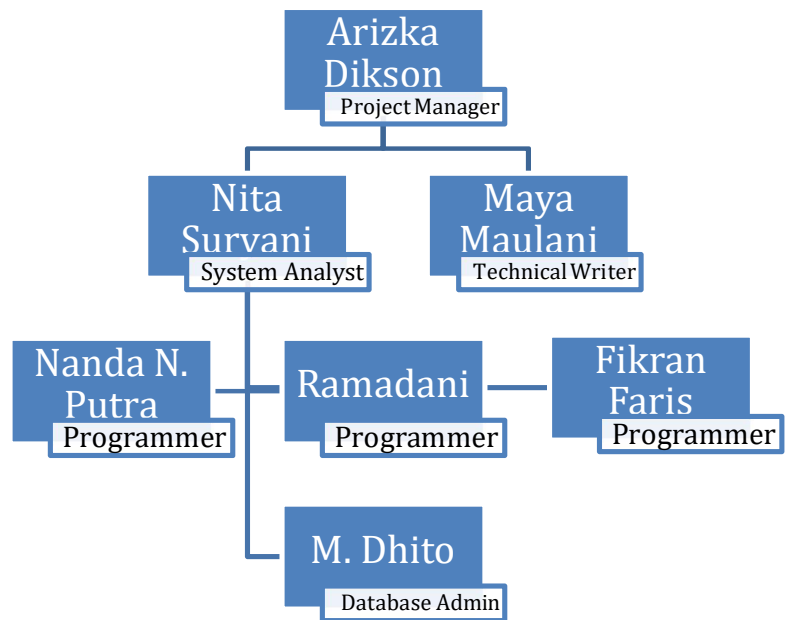 Arizka
Dikson
Project Manager
Nita
Survani
System Analyst
Maya
Maulani
Technical Writer
Nanda N.
Putra
Programmer
Ramadani
Programmer
Fikran
Faris
Programmer
M. Dhito
Database Admin